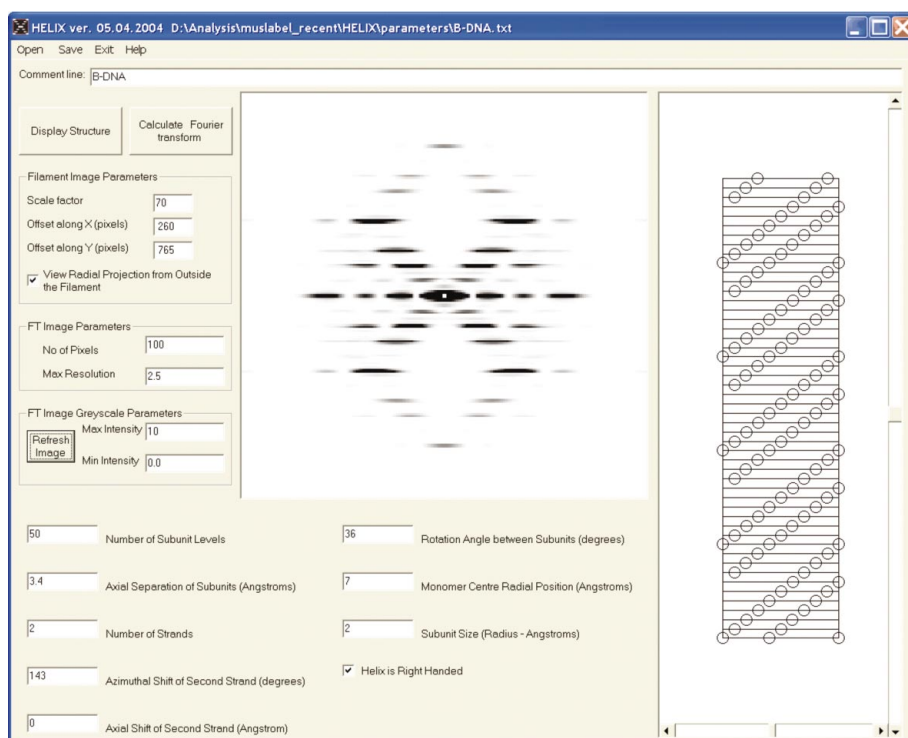 HELIX ver. 05.04.2004 D:\Analysis\muslabel_recent\HELIX\parameters\B-DNA.txt
Open Save Exit Help
Comment line: B-DNA
Display Structure
Calculate Fourier
transform
Filament Image Parameters
Scale factor 70
Offset along X (pixels) 260
Offset along Y (pixels) 765
View Radial Projection from Outside
the Filament
FT Image Parameters
No of Pixels 100
Max Resolution 2.5
FT Image Greyscale Parameters
Refresh
Image
Max Intensity 10
Min Intensity 0.0
50 Number of Subunit Levels
36 Rotation Angle between Subunits (degrees)
3.4 Axial Separation of Subunits (Angstroms)
7 Monomer Centre Radial Position (Angstroms)
2 Number of Strands
2 Subunit Size (Radius - Angstroms)
143 Azimuthal Shift of Second Strand (degrees)
Helix is Right Handed
0 Axial Shift of Second Strand (Angstrom)